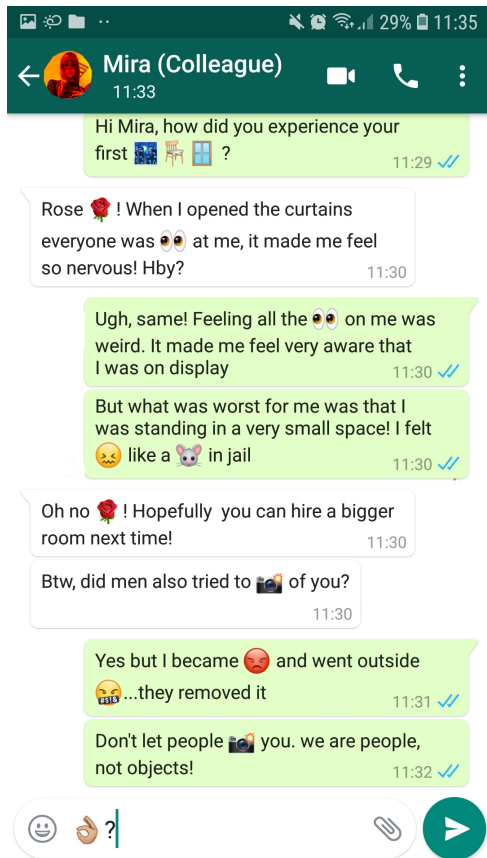 29% 11:35
Mira (Colleague)
11:33
Hi Mira, how did you experience your
first 🌃 🪑 🪟 ?
11:29
Rose 🌹 ! When I opened the curtains
everyone was 👀 at me, it made me feel
so nervous! Hby?
11:30
Ugh, same! Feeling all the 👀 on me was
weird. It made me feel very aware that
I was on display
11:30
But what was worst for me was that I
was standing in a very small space! I felt
😖 like a 🐭 in jail
11:30
Oh no 🌹 ! Hopefully you can hire a bigger
room next time!
11:30
Btw, did men also tried to 📸 of you?
11:30
Yes but I became 😡 and went outside
🤬...they removed it
11:31
Don't let people 📸 you. we are people,
not objects!
11:32
👌🏼 ?